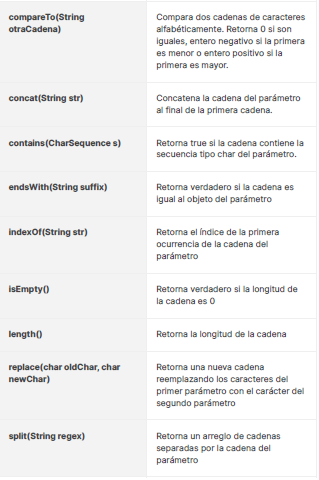 compareTo(String
otraCadena)
Compara dos cadenas de caracteres
alfabéticamente. Retorna 0 si son
iguales, entero negativo si la primera
es menor o entero positivo si la
primera es mayor.
concat(String str)
Concatena la cadena del parámetro
al final de la primera cadena.
contains(CharSequence s)
Retorna true si la cadena contiene la
secuencia tipo char del parámetro.
endsWith(String suffix)
Retorna verdadero si la cadena es
igual al objeto del parámetro
indexOf(String str)
Retorna el índice de la primera
ocurrencia de la cadena del
parámetro
isEmpty()
Retorna verdadero si la longitud de
la cadena es 0
length()
Retorna la longitud de la cadena
replace(char oldChar, char
newChar)
Retorna una nueva cadena
reemplazando los caracteres del
primer parámetro con el carácter del
segundo parámetro
split(String regex)
Retorna un arreglo de cadenas
separadas por la cadena del
parámetro